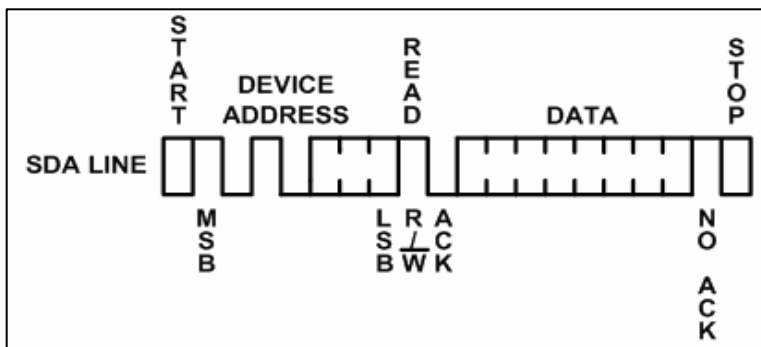 START
READ
STOP
DEVICE
ADDRESS
DATA
SDA LINE
MSB
LSB
R/W
ACK
NO ACK